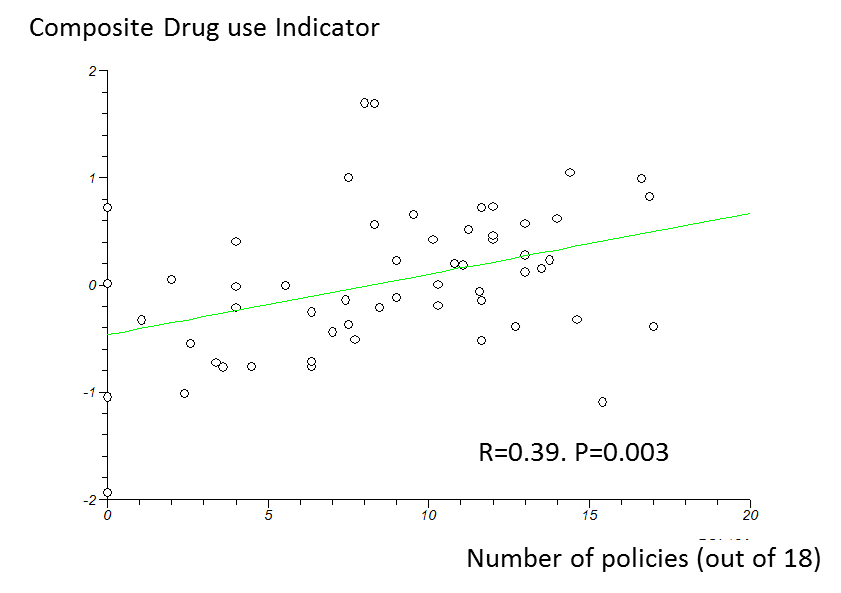 Composite Drug use Indicator
2
1
0
-1
-2
R=0.39. P=0.003
0 5 10 15 20
Number of policies (out of 18)